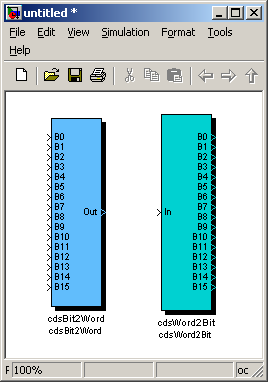 untitled *
File Edit View Simulation Format Tools
Help
B0
B1
B2
B3
B4
B5
B6
B7
B8
B9
B10
B11
B12
B13
B14
B15
Out
cdsBit2Word
cdsBit2Word
In
B0
B1
B2
B3
B4
B5
B6
B7
B8
B9
B10
B11
B12
B13
B14
B15
cdsWord2Bit
cdsWord2Bit
100% oc